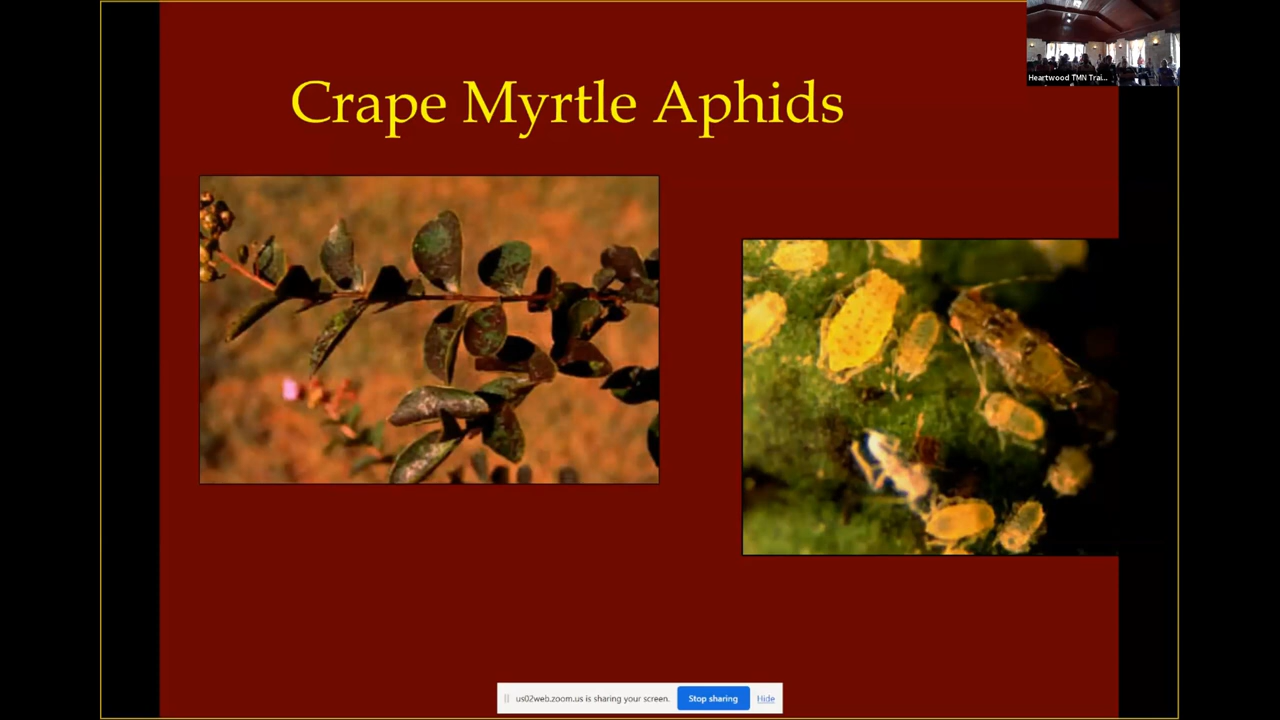 Crape Myrtle Aphids
Heartwood TMN Trai...
us02web.zoom.us is sharing your screen.
Stop sharing
Hide